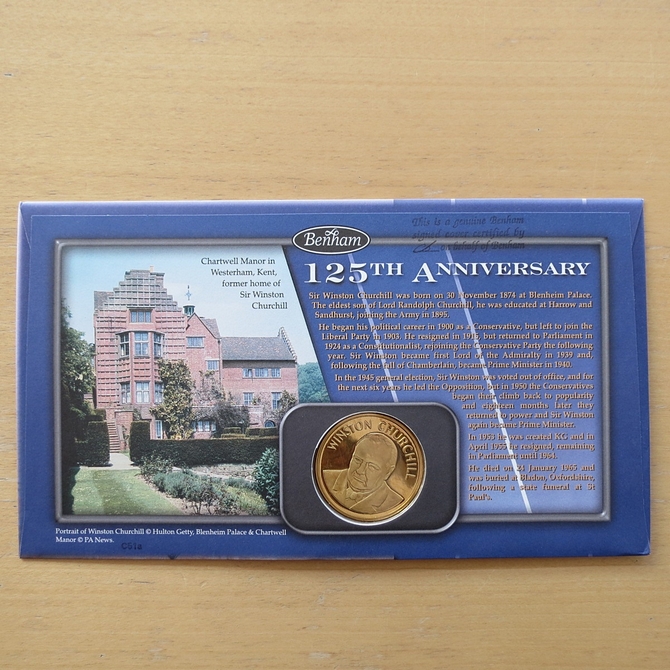 This is a genuine Benham
signed cover certified by
on behalf of Benham
Benham
125TH ANNIVERSARY
Chartwell Manor in
Westerham, Kent,
former home of
Sir Winston
Churchill
Sir Winston Churchill was born on 30 November 1874 at Blenheim Palace.
The eldest son of Lord Randolph Churchill, he was educated at Harrow and
Sandhurst, joining the Army in 1895.
He began his political career in 1900 as a Conservative, but left to join the
Liberal Party in 1903. He resigned in 1915, but returned to Parliament in
1924 as a Constitutionalist, rejoining the Conservative Party the following
year. Sir Winston became first Lord of the Admiralty in 1939 and,
following the fall of Chamberlain, became Prime Minister in 1940.
In the 1945 general election, Sir Winston was voted out of office, and for
the next six years he led the Opposition, but in 1950 the Conservatives
began their climb back to popularity
and eighteen months later they
returned to power and Sir Winston
again became Prime Minister.
In 1953 he was created KG, and in
April 1955 he resigned, remaining
in Parliament until 1964.
He died on 24 January 1965 and
was buried at Bladon, Oxfordshire,
following a state funeral at St
Paul's.
WINSTON CHURCHILL
Portrait of Winston Churchill © Hulton Getty, Blenheim Palace & Chartwell
Manor © PA News.